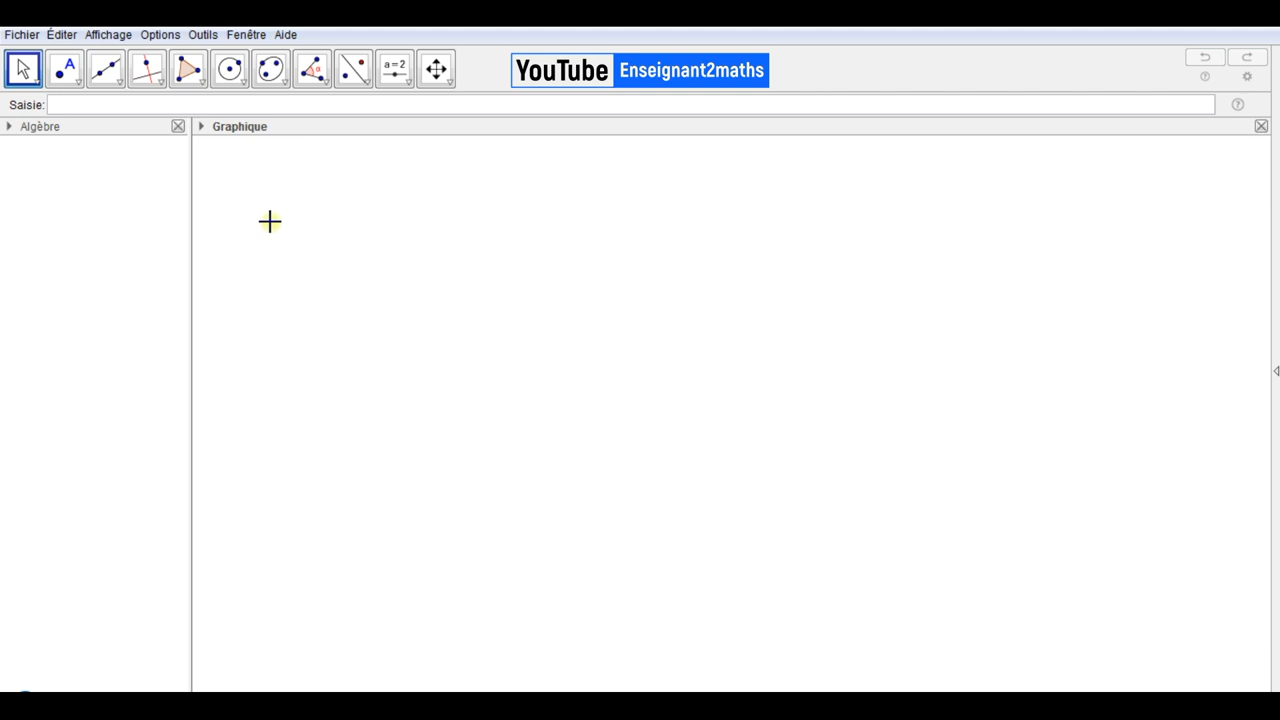 Fichier Éditer Affichage Options Outils Fenêtre Aide
A
α
a=2
YouTube Enseignant2maths
Saisie:
Algèbre
Graphique